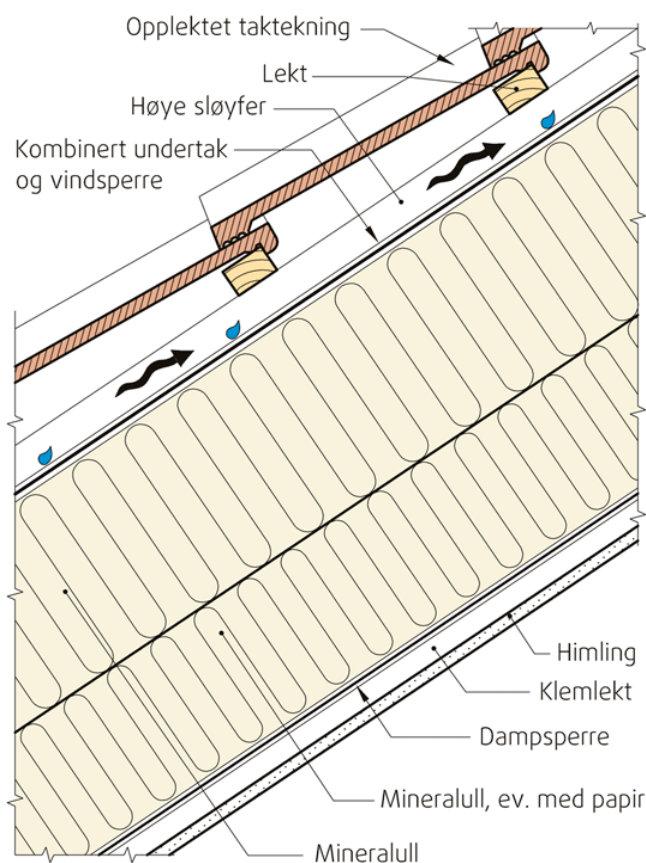 Opplektet taktekning
Lekt
Høye sløyfer
Kombinert undertak
og vindsperre
Himling
Klemlekt
Dampsperre
Mineralull, ev. med papir
Mineralull